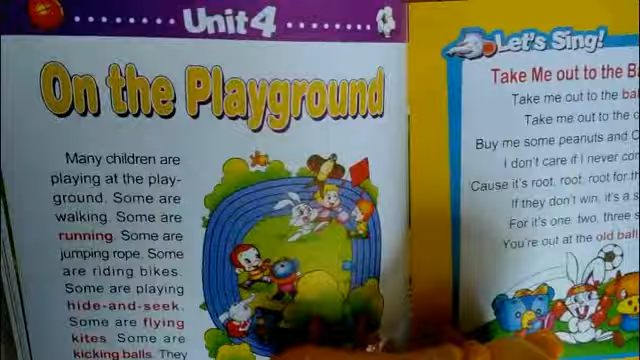 Unit 4
On the Playground
Many children are
playing at the play-
ground. Some are
walking. Some are
running. Some are
jumping rope. Some
are riding bikes.
Some are playing
hide-and-seek.
Some are flying
kites. Some are
kicking balls. They
Let's Sing!
Take Me out to the
Take me out to the
Take me out to the
Buy me some peanuts and
I don't care if I never
'Cause it's root, root, root for
If they don't win, it's a
For it's one, two, three
You're out at the old